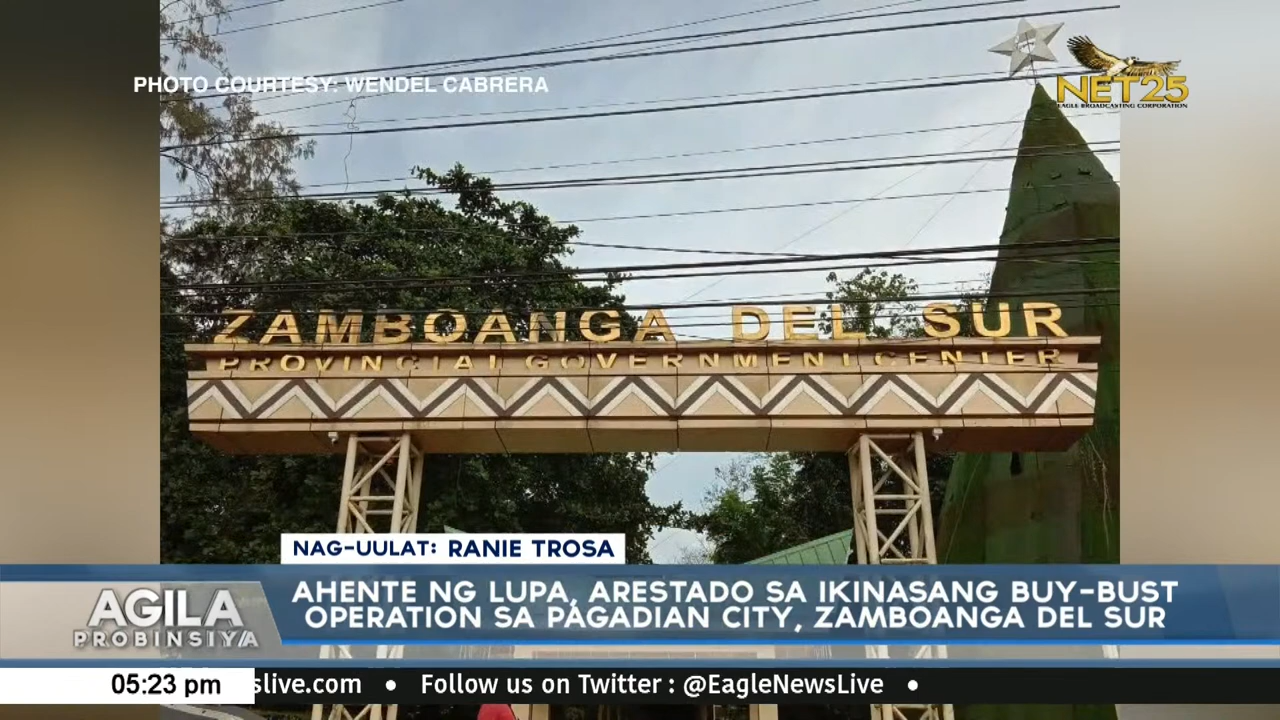 PHOTO COURTESY: WENDEL CABRERA
NET25
EAGLE BROADCASTING CORPORATION
ZAMBOANGA DEL SUR
PROVINCIAL GOVERNMENT CENTER
NAG-UULAT: RANIE TROSA
AGILA
PROBINSIYA
AHENTE NG LUPA, ARESTADO SA IKINASANG BUY-BUST
OPERATION SA PAGADIAN CITY, ZAMBOANGA DEL SUR
05:23 pm
slive.com • Follow us on Twitter : @EagleNewsLive •